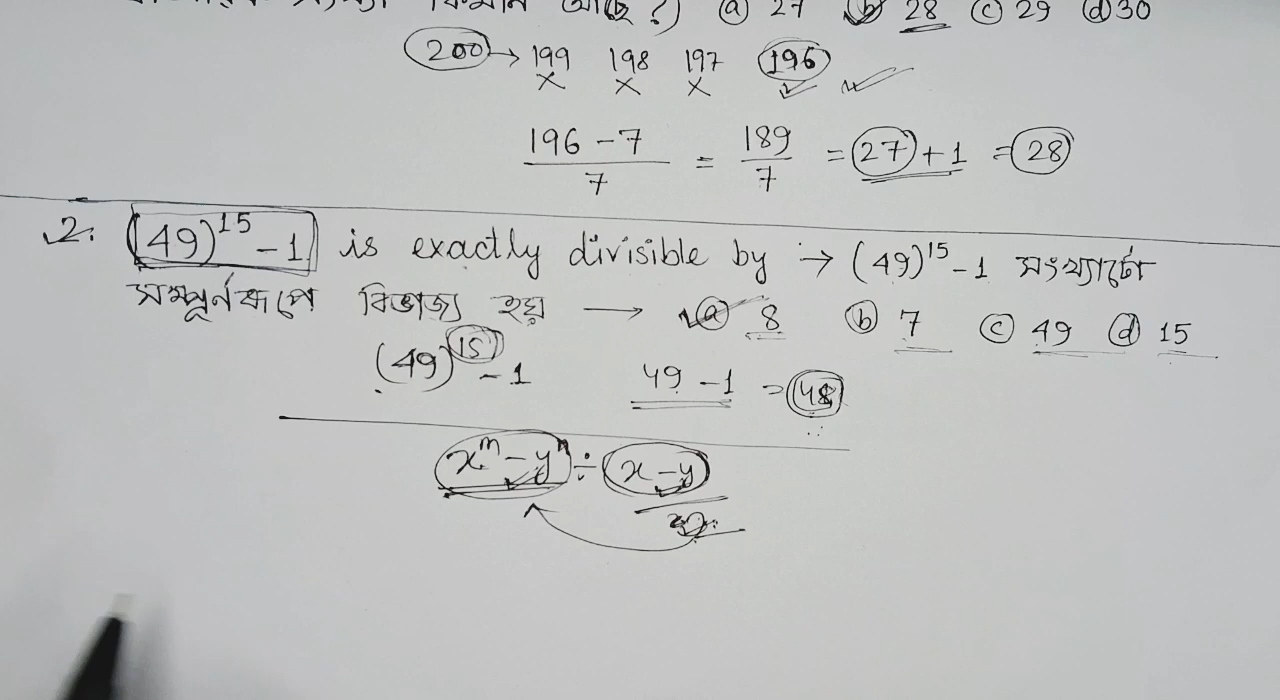 ⓐ 27 ⓑ 28 ⓒ 29 ⓓ 30
200 → 199 198 197 196
196 - 7 / 7 = 189 / 7 = 27 + 1 = 28
2. (49)^15 - 1 is exactly divisible by → (49)^15 - 1 সংখ্যাটো
সম্পূৰ্নৰূপে বিভাজ্য হয় → ⓐ 8 ⓑ 7 ⓒ 49 ⓓ 15
(49)^15 - 1 49 - 1 = 48
x^n - y^n ÷ x - y